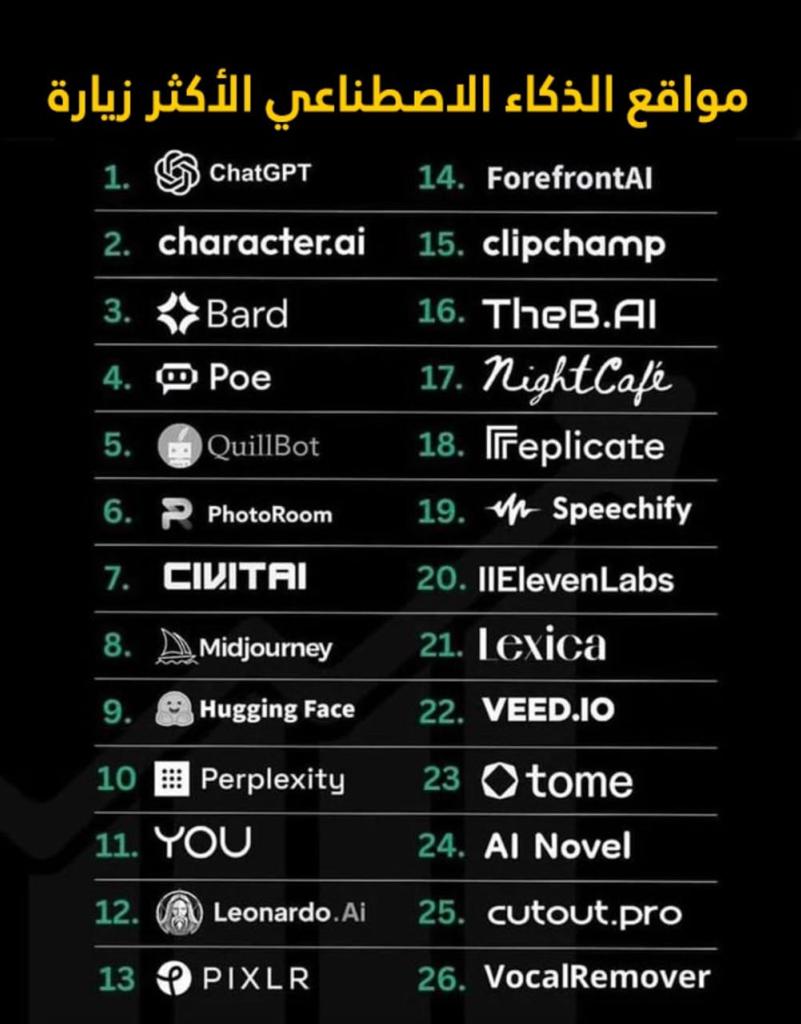 مواقع الذكاء الاصطناعي الأكثر زيارة
1. ChatGPT
2. character.ai
3. Bard
4. Poe
5. QuillBot
6. PhotoRoom
7. CIVITAI
8. Midjourney
9. Hugging Face
10 Perplexity
11. YOU
12. Leonardo.Ai
13 PIXLR
14. ForefrontAI
15. clipchamp
16. TheB.AI
17. NightCafé
18. replicate
19. Speechify
20. IIElevenLabs
21. Lexica
22. VEED.IO
23 tome
24. AI Novel
25. cutout.pro
26. VocalRemover